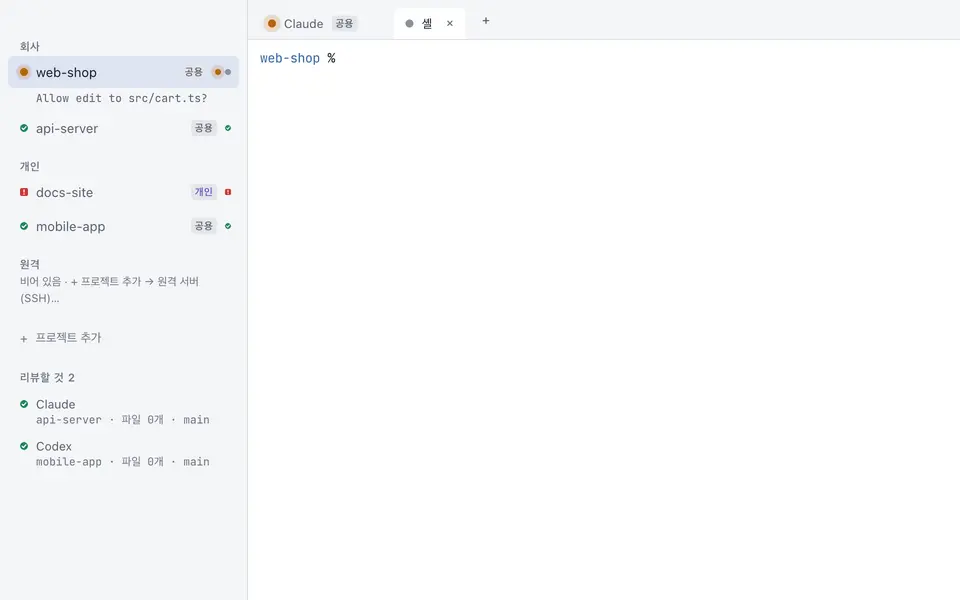 회사
web-shop 공용
Allow edit to src/cart.ts?
api-server 공용
개인
docs-site 개인
mobile-app 공용
원격
비어 있음 · + 프로젝트 추가 → 원격 서버
(SSH)...
+ 프로젝트 추가
리뷰할 것 2
Claude
api-server · 파일 0개 · main
Codex
mobile-app · 파일 0개 · main
Claude 공용
셸 × +
web-shop %